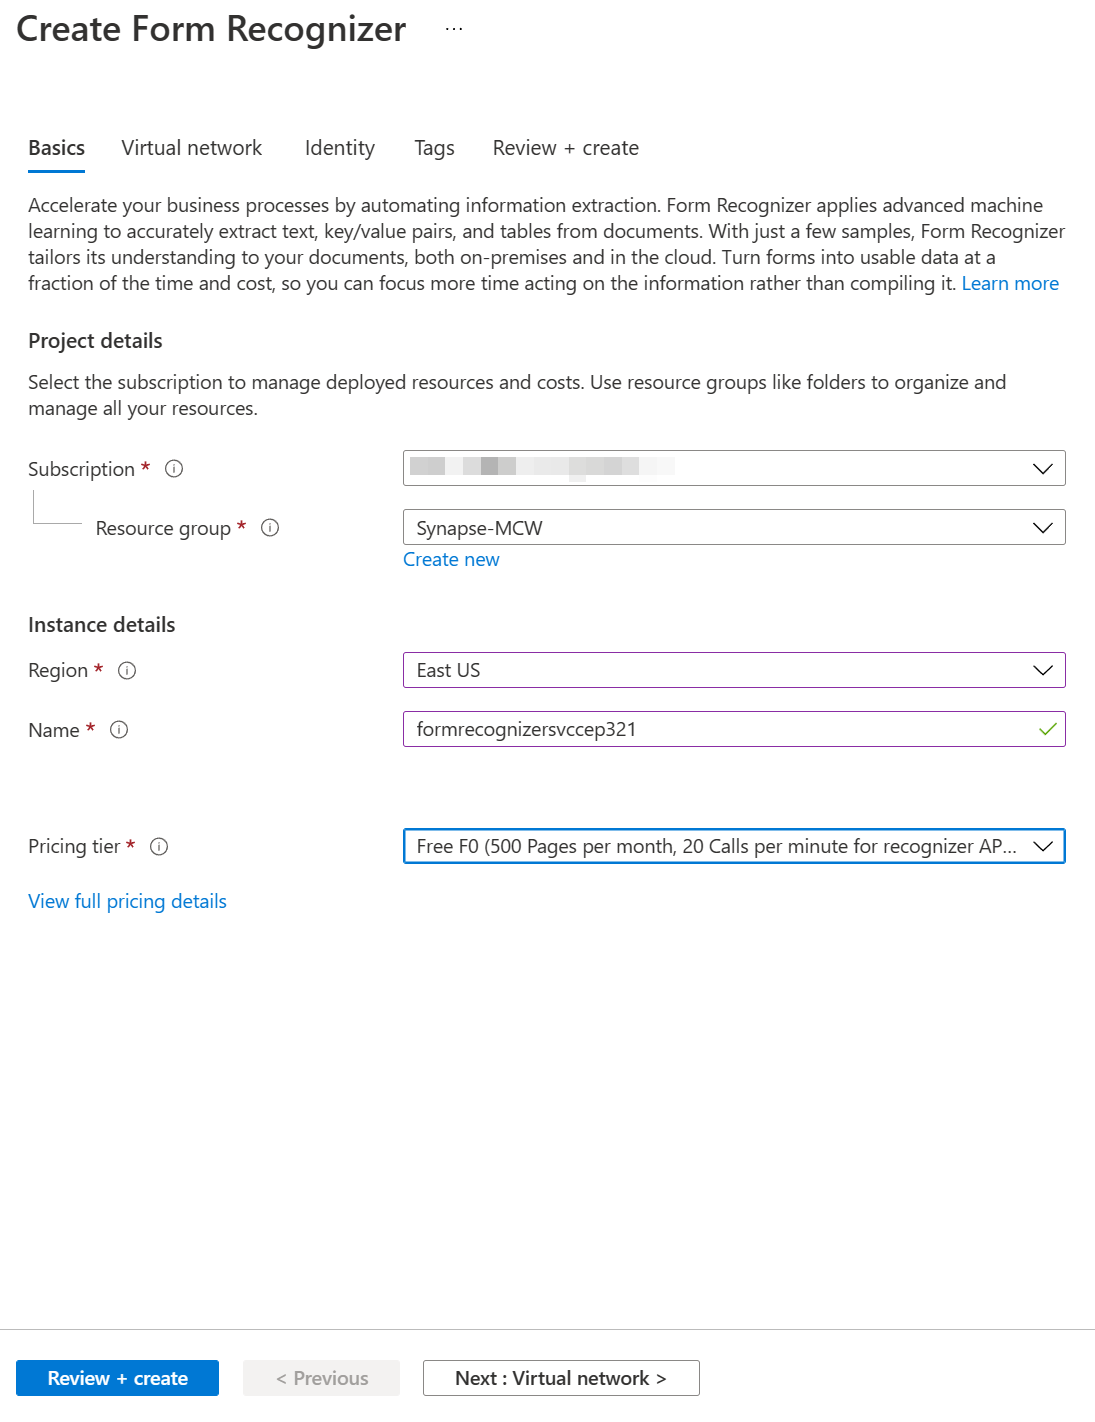 Create Form Recognizer ...
Basics Virtual network Identity Tags Review + create
Accelerate your business processes by automating information extraction. Form Recognizer applies advanced machine
learning to accurately extract text, key/value pairs, and tables from documents. With just a few samples, Form Recognizer
tailors its understanding to your documents, both on-premises and in the cloud. Turn forms into usable data at a
fraction of the time and cost, so you can focus more time acting on the information rather than compiling it. Learn more
Project details
Select the subscription to manage deployed resources and costs. Use resource groups like folders to organize and
manage all your resources.
Subscription *
Resource group * Synapse-MCW
Create new
Instance details
Region * East US
Name * formrecognizersvccep321
Pricing tier * Free F0 (500 Pages per month, 20 Calls per minute for recognizer AP...
View full pricing details
Review + create < Previous Next : Virtual network >